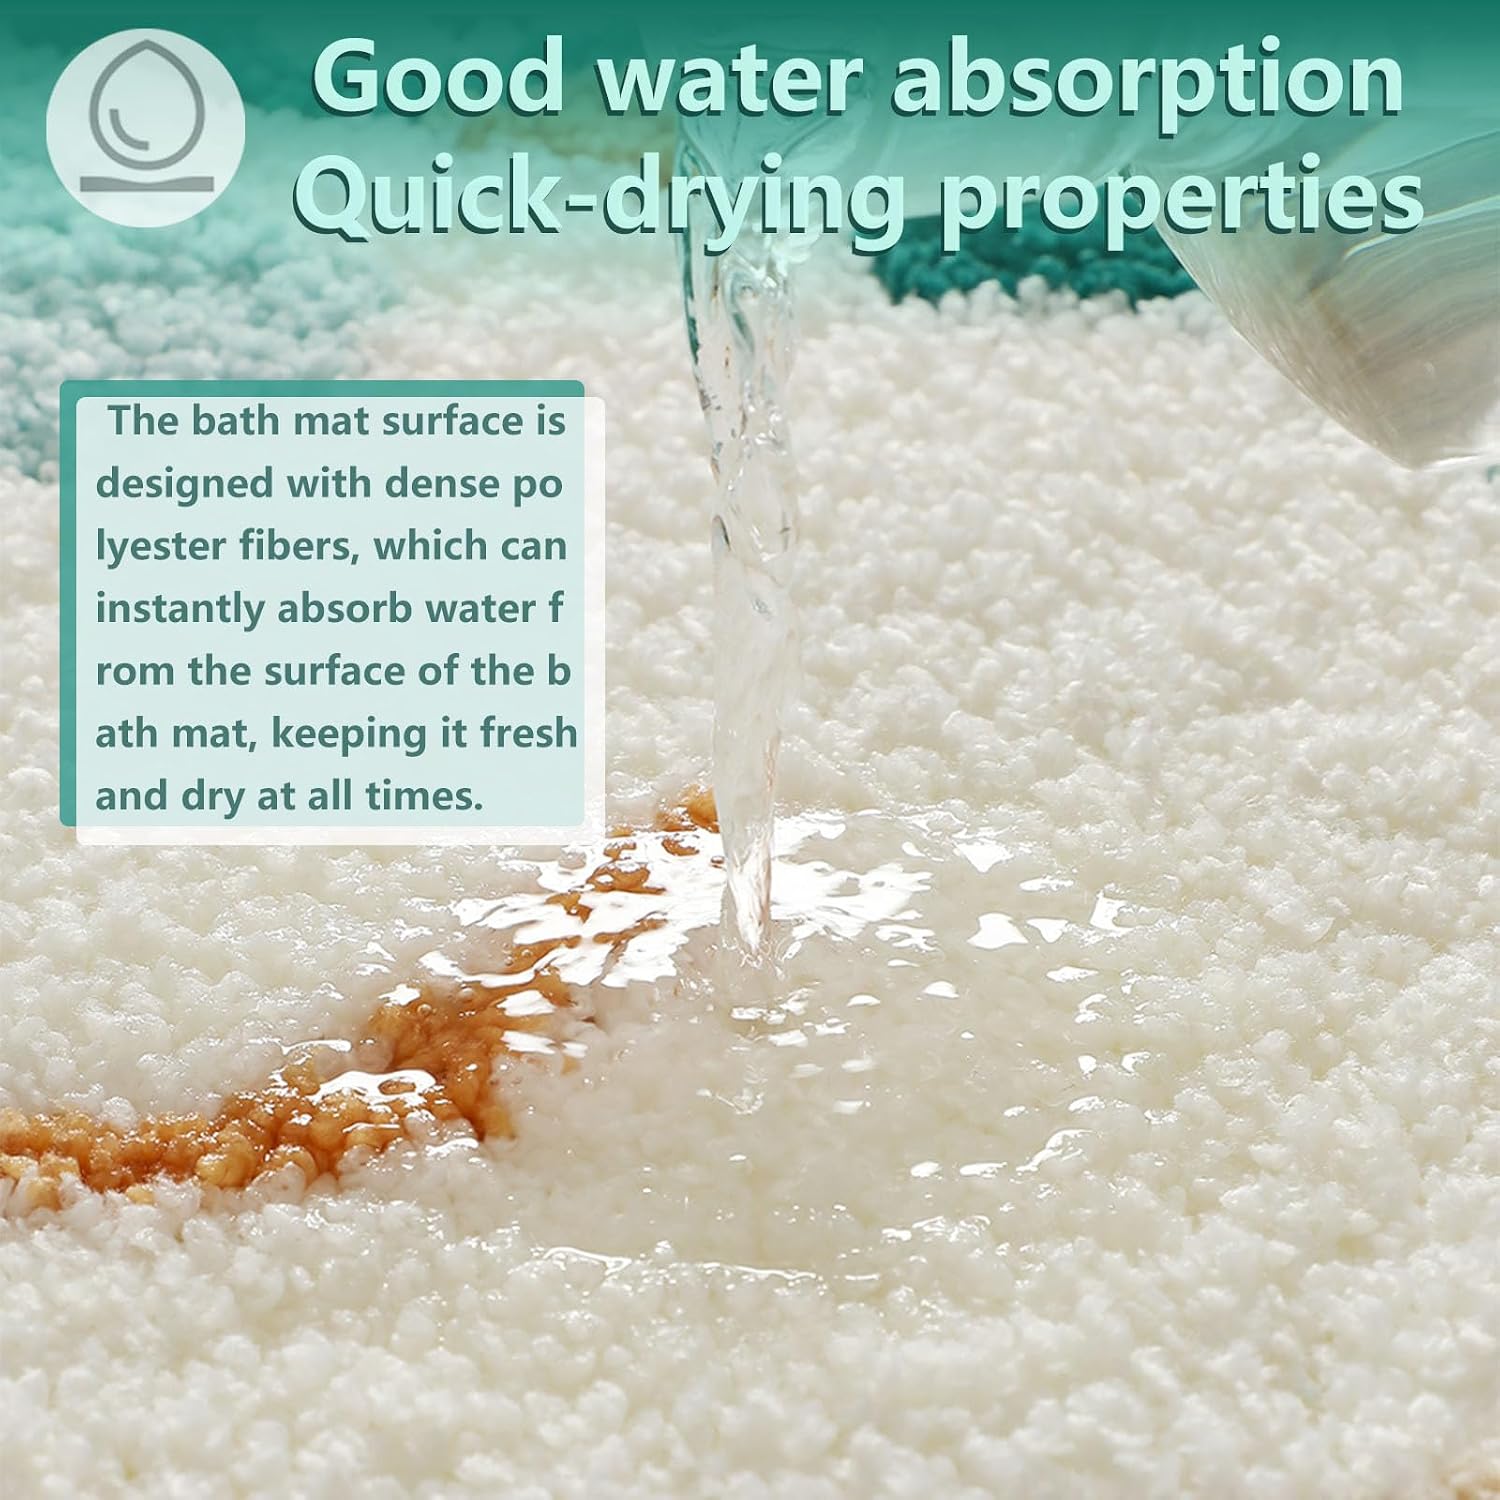 Good water absorption
Quick-drying properties
The bath mat surface is
designed with dense po
lyester fibers, which can
instantly absorb water f
rom the surface of the b
ath mat, keeping it fresh
and dry at all times.